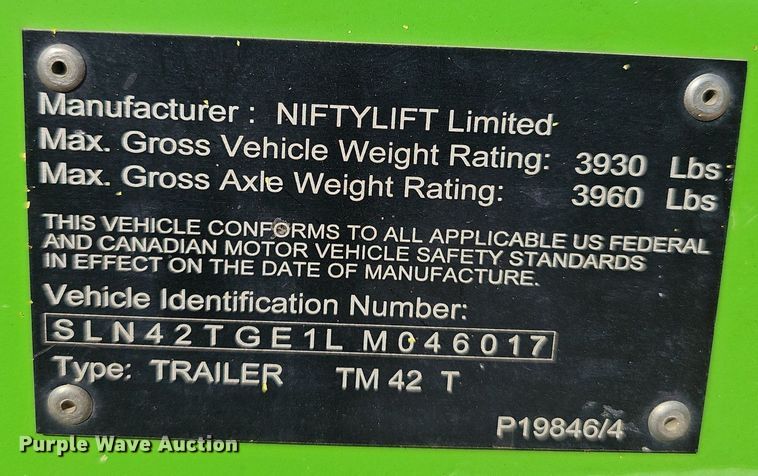 Manufacturer : NIFTYLIFT Limited
Max. Gross Vehicle Weight Rating: 3930 Lbs
Max. Gross Axle Weight Rating: 3960 Lbs
THIS VEHICLE CONFORMS TO ALL APPLICABLE US FEDERAL
AND CANADIAN MOTOR VEHICLE SAFETY STANDARDS
IN EFFECT ON THE DATE OF MANUFACTURE.
Vehicle Identification Number:
SLN42TGE1L M046017
Type: TRAILER TM 42 T
P19846/4
Purple Wave Auction